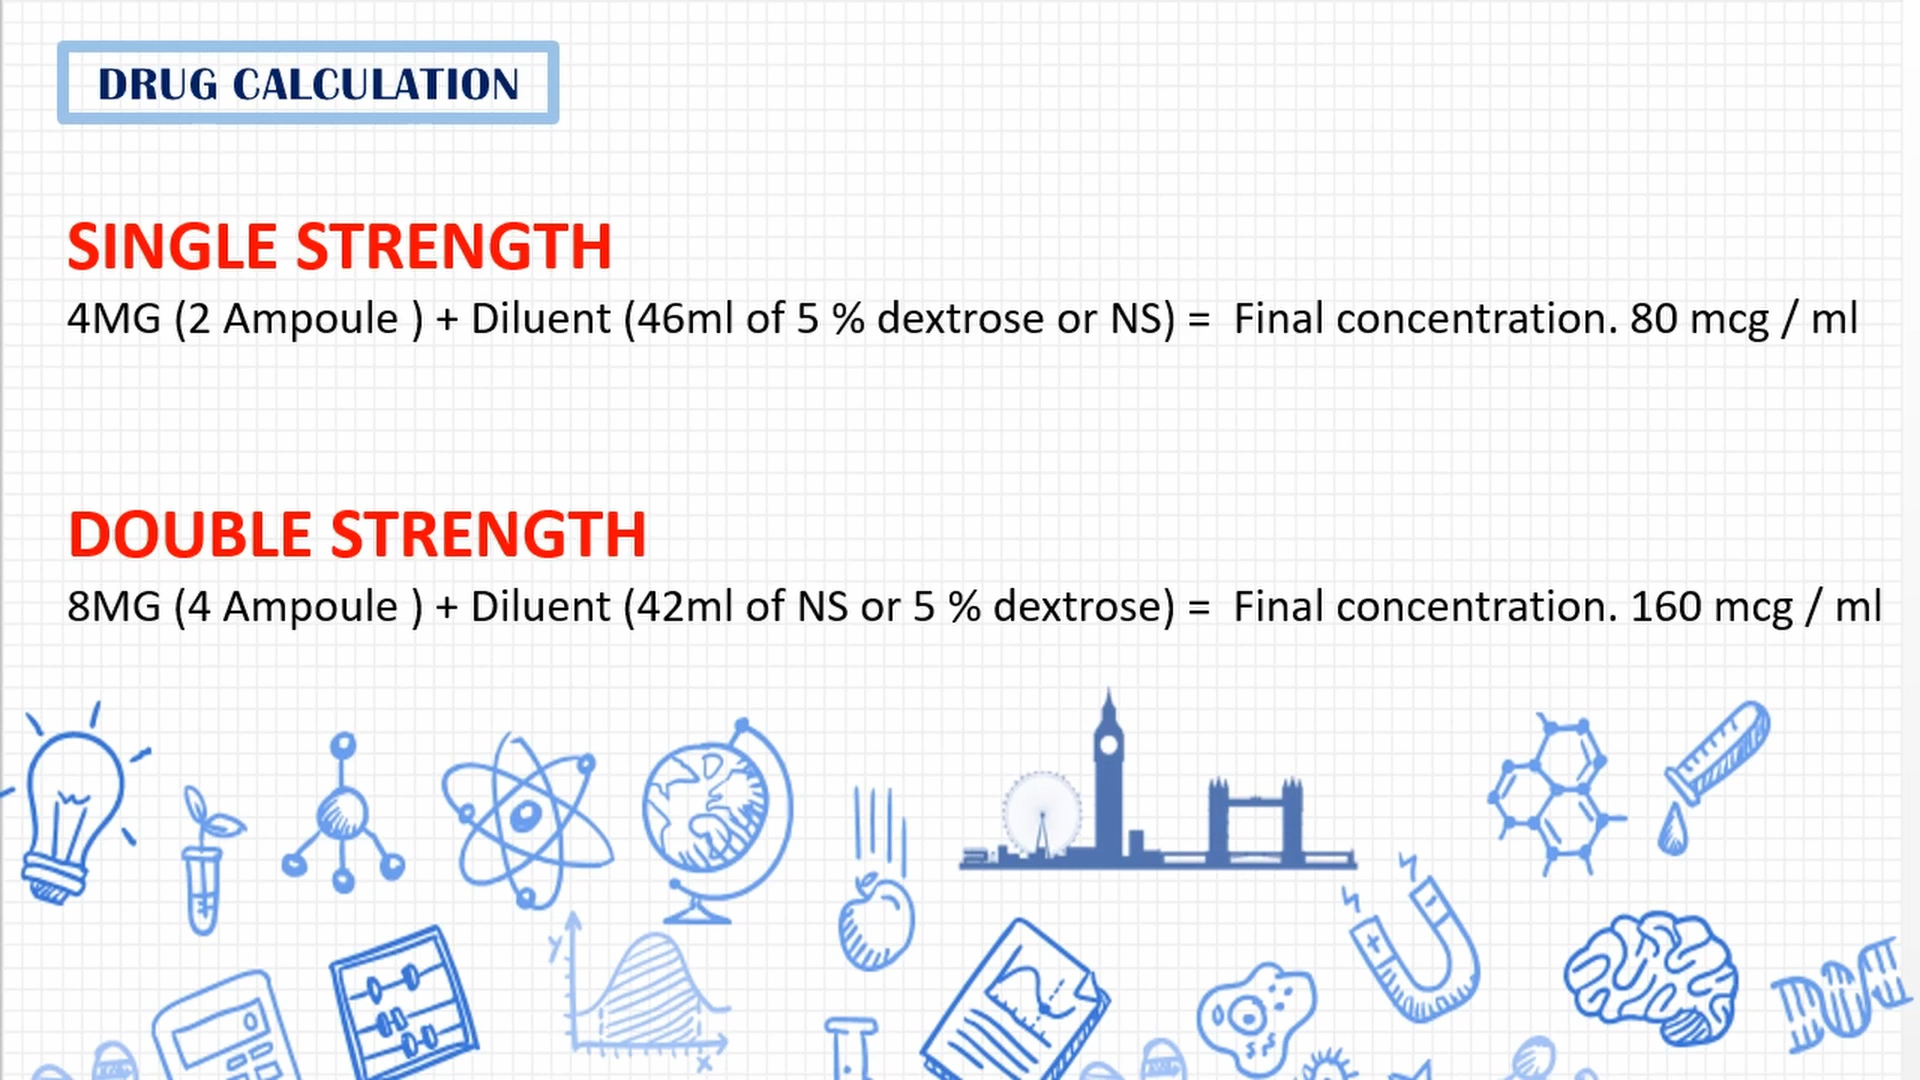 DRUG CALCULATION
SINGLE STRENGTH
4MG (2 Ampoule ) + Diluent (46ml of 5 % dextrose or NS) = Final concentration. 80 mcg / ml
DOUBLE STRENGTH
8MG (4 Ampoule ) + Diluent (42ml of NS or 5 % dextrose) = Final concentration. 160 mcg / ml
y
x